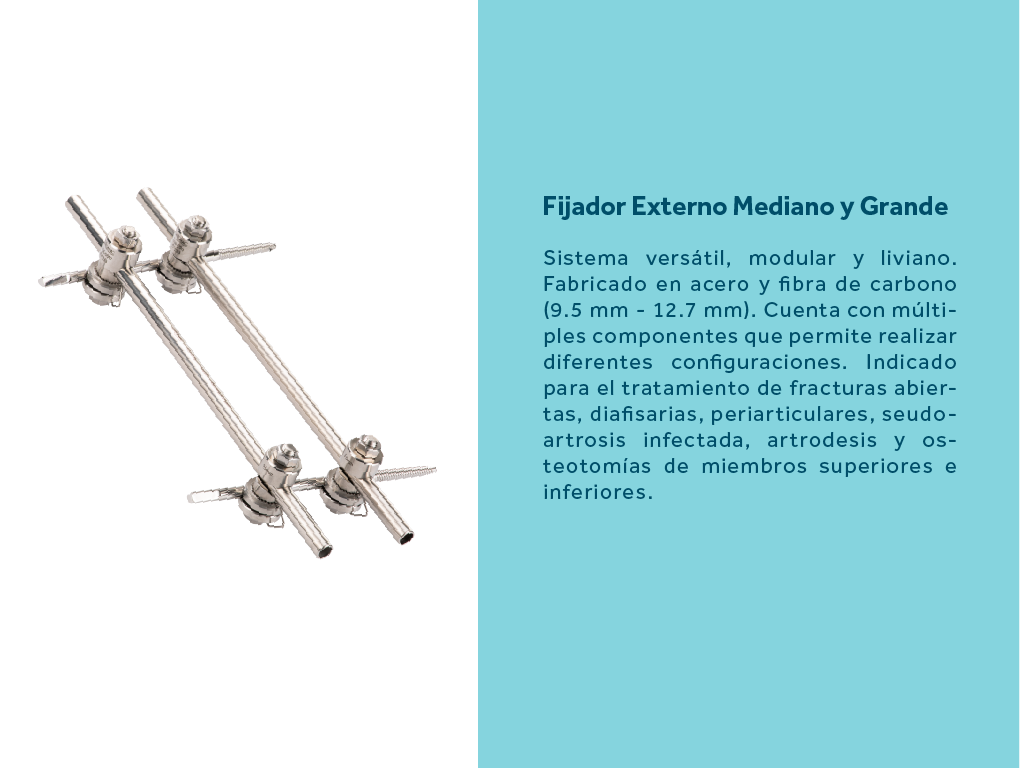 Fijador Externo Mediano y Grande
Sistema versátil, modular y liviano.
Fabricado en acero y fibra de carbono
(9.5 mm - 12.7 mm). Cuenta con múlti-
ples componentes que permite realizar
diferentes configuraciones. Indicado
para el tratamiento de fracturas abier-
tas, diafisarias, periarticulares, seudo-
artrosis infectada, artrodesis y os-
teotomías de miembros superiores e
inferiores.